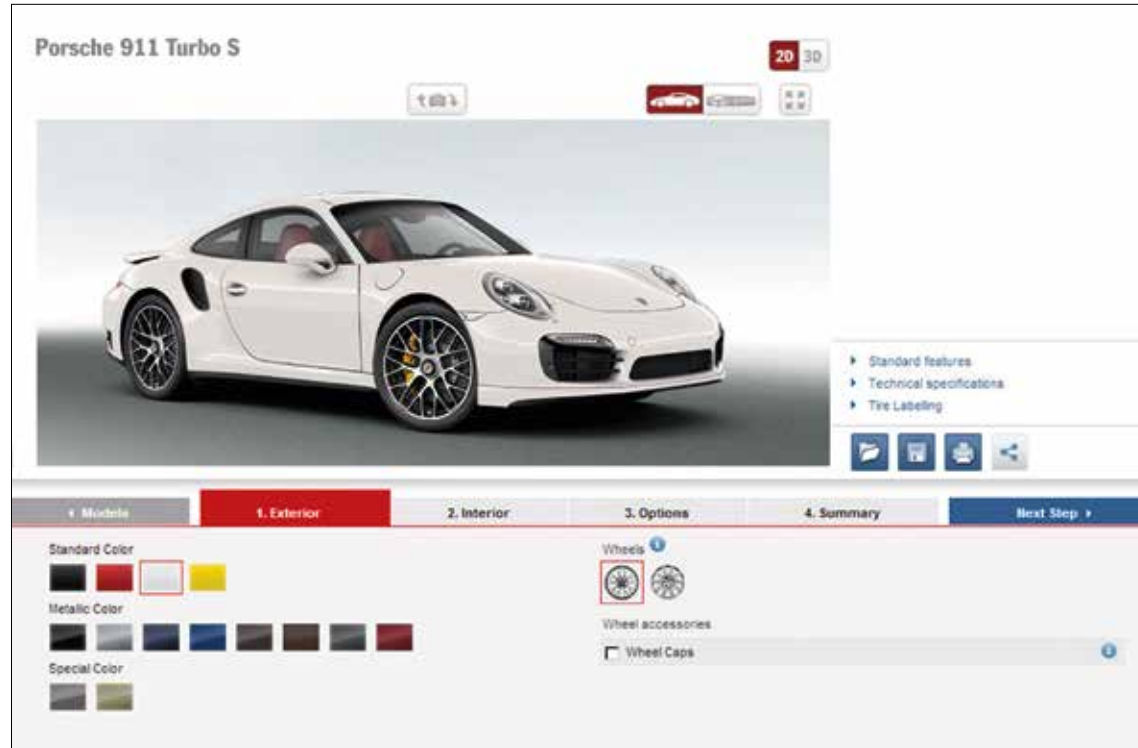 Porsche 911 Turbo S
2D 3D
Standard features
Technical specifications
Tire Labelling
Models
1. Exterior
2. Interior
3. Options
4. Summary
Next Step
Standard Color
Metallic Color
Special Color
Wheels
Wheel accessories
Wheel Caps